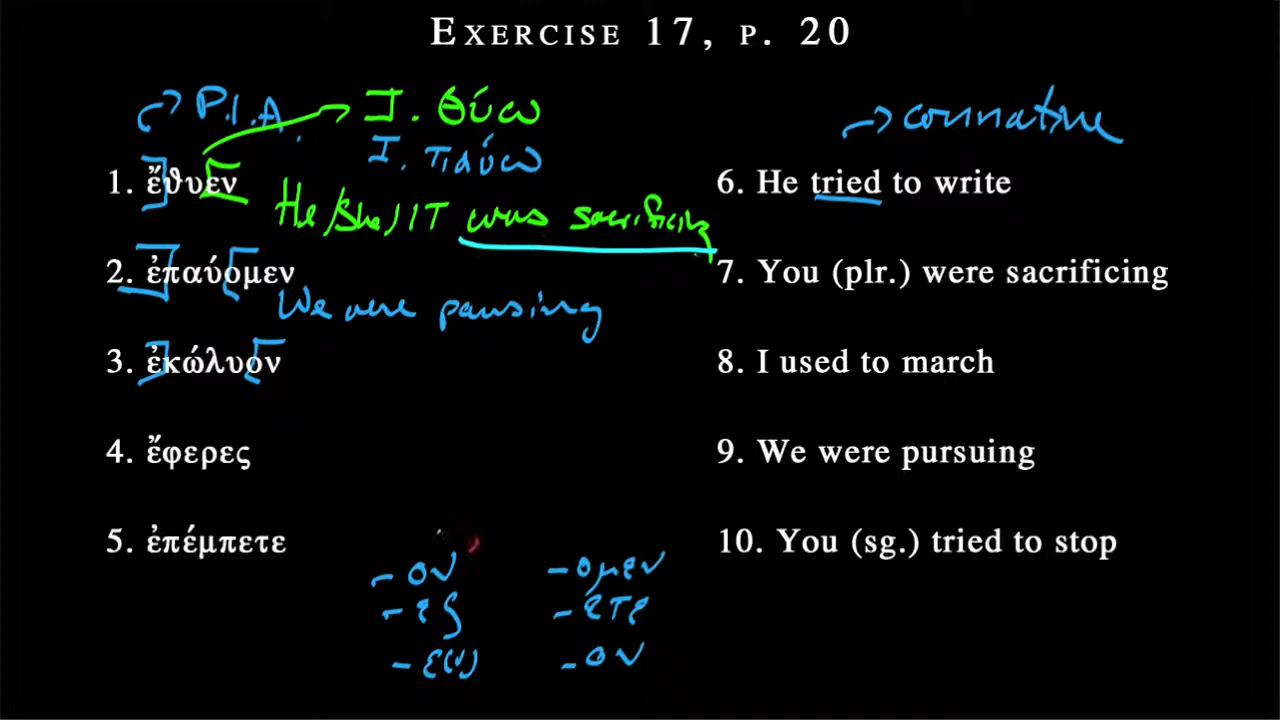 EXERCISE 17, P. 20
P.I.A. I. θύω
I. παύω
1. ἔθυεν
He/She/IT was sacrificing
2. ἐπαύομεν
We were pausing
3. ἐκώλυον
4. ἔφερες
5. ἐπέμπετε
-ον -ομεν
-ες -ετε
-ε(ν) -ον
connative
6. He tried to write
7. You (plr.) were sacrificing
8. I used to march
9. We were pursuing
10. You (sg.) tried to stop